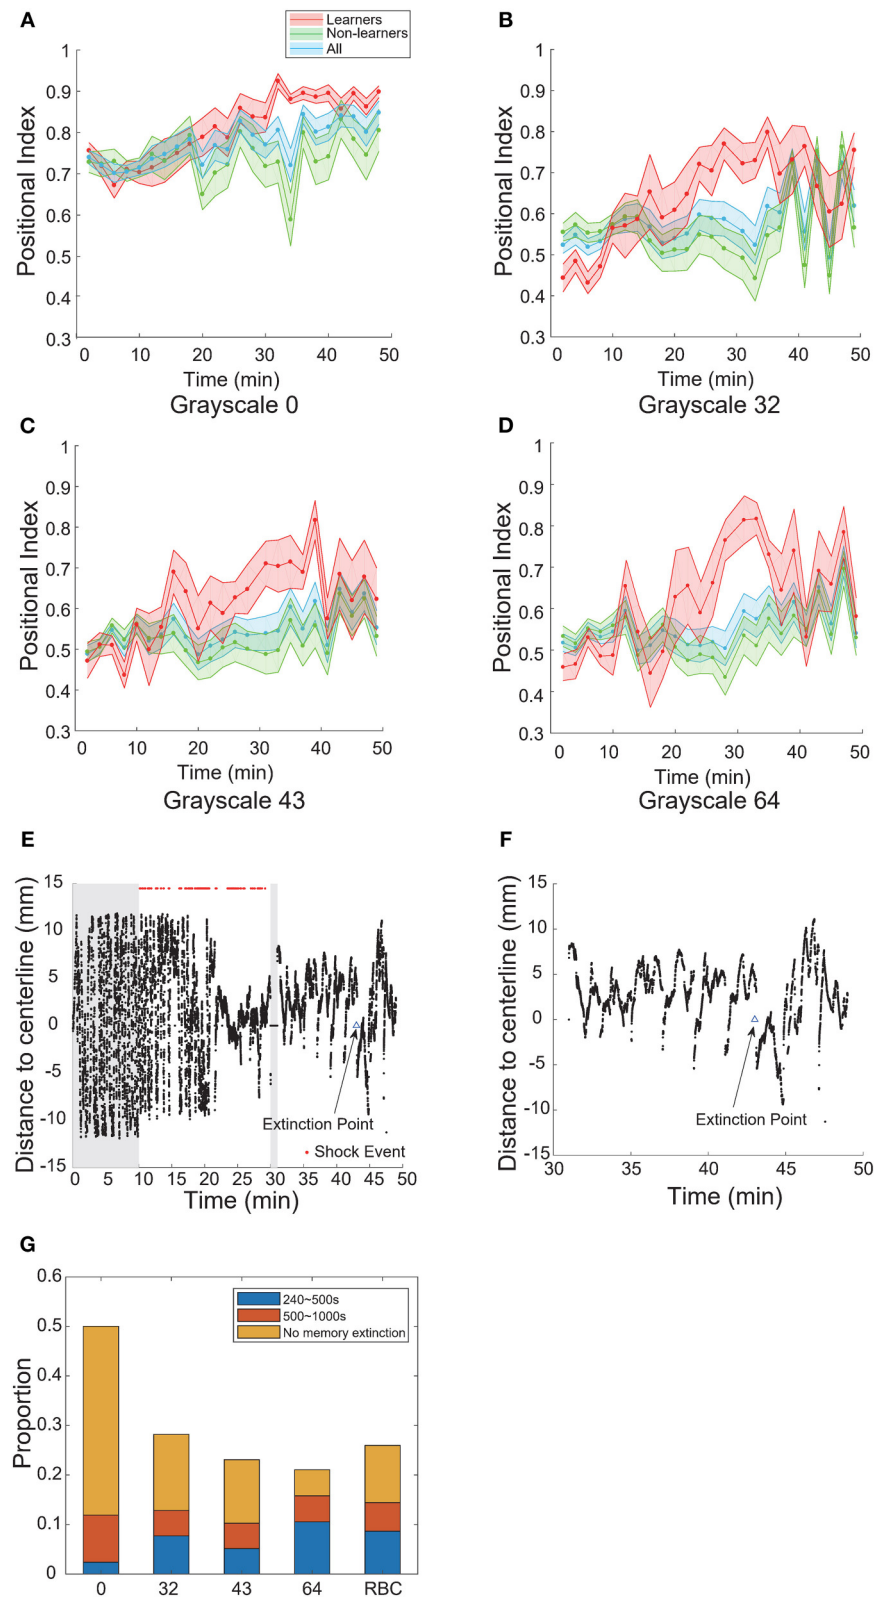 A
Learners
Non-learners
All
1
0.9
0.8
0.7
0.6
0.5
0.4
0.3
Positional Index
0 10 20 30 40 50
Time (min)
Grayscale 0
B
1
0.9
0.8
0.7
0.6
0.5
0.4
0.3
Positional Index
0 10 20 30 40 50
Time (min)
Grayscale 32
C
1
0.9
0.8
0.7
0.6
0.5
0.4
0.3
Positional Index
0 10 20 30 40 50
Time (min)
Grayscale 43
D
1
0.9
0.8
0.7
0.6
0.5
0.4
0.3
Positional Index
0 10 20 30 40 50
Time (min)
Grayscale 64
E
15
10
5
0
-5
-10
-15
Distance to centerline (mm)
Extinction Point
Shock Event
0 5 10 15 20 25 30 35 40 45 50
Time (min)
F
15
10
5
0
-5
-10
-15
Distance to centerline (mm)
Extinction Point
30 35 40 45 50
Time (min)
G
0.6
0.5
0.4
0.3
0.2
0.1
0
Proportion
240~500s
500~1000s
No memory extinction
0 32 43 64 RBC